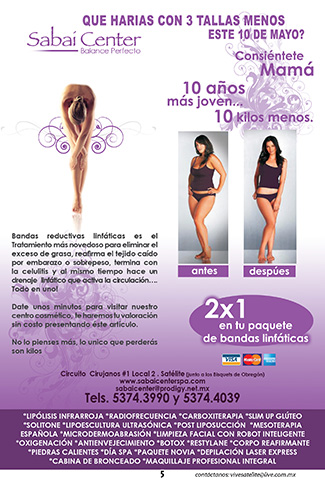 QUE HARIAS CON 3 TALLAS MENOS
ESTE 10 DE MAYO?
Sabai Center
Balance Perfecto
Consiéntete
Mamá
10 años
más joven..,
10 kilos menos.
Bandas reductivas linfáticas es el
Tratamiento más novedoso para eliminar el
exceso de grasa, reafirma el tejido caído
por embarazo o sobrepeso, termina con
la celulitis y al mismo tiempo hace un
drenaje linfático que activa la circulación....
Todo en uno!
Date unos minutos para visitar nuestro
centro cosmético, te haremos tu valoración
sin costo presentando este articulo.
No lo pienses más, lo unico que perderás
son kilos
antes
despúes
2x1
en tu paquete
de bandas linfáticas
VISA
Circuito Cirujanos #1 Local 2 . Satélite (junto a los Bisquets de Obregón)
www.sabaicenterspa.com
sabaicenter@prodigy.net.mx
Tels. 5374.3990 y 5374.4039
*LIPÓLISIS INFRARROJA *RADIOFRECUENCIA *CARBOXITERAPIA *SLIM UP GLÚTEO
*SOLITONE *LIPOESCULTURA ULTRASÓNICA *POST LIPOSUCCIÓN *MESOTERAPIA
ESPAÑOLA *MICRODERMOABRASIÓN *LIMPIEZA FACIAL CON ROBOT INTELIGENTE
*OXIGENACIÓN *ANTIENVEJECIMIENTO *BOTOX *RESTYLANE *CORPO REAFIRMANTE
*PIEDRAS CALIENTES *DÍA SPA *PAQUETE NOVIA *DEPILACIÓN LASER EXPRESS
*CABINA DE BRONCEADO *MAQUILLAJE PROFESIONAL INTEGRAL
5
contáctanos: vivesatelite@live.com.mx